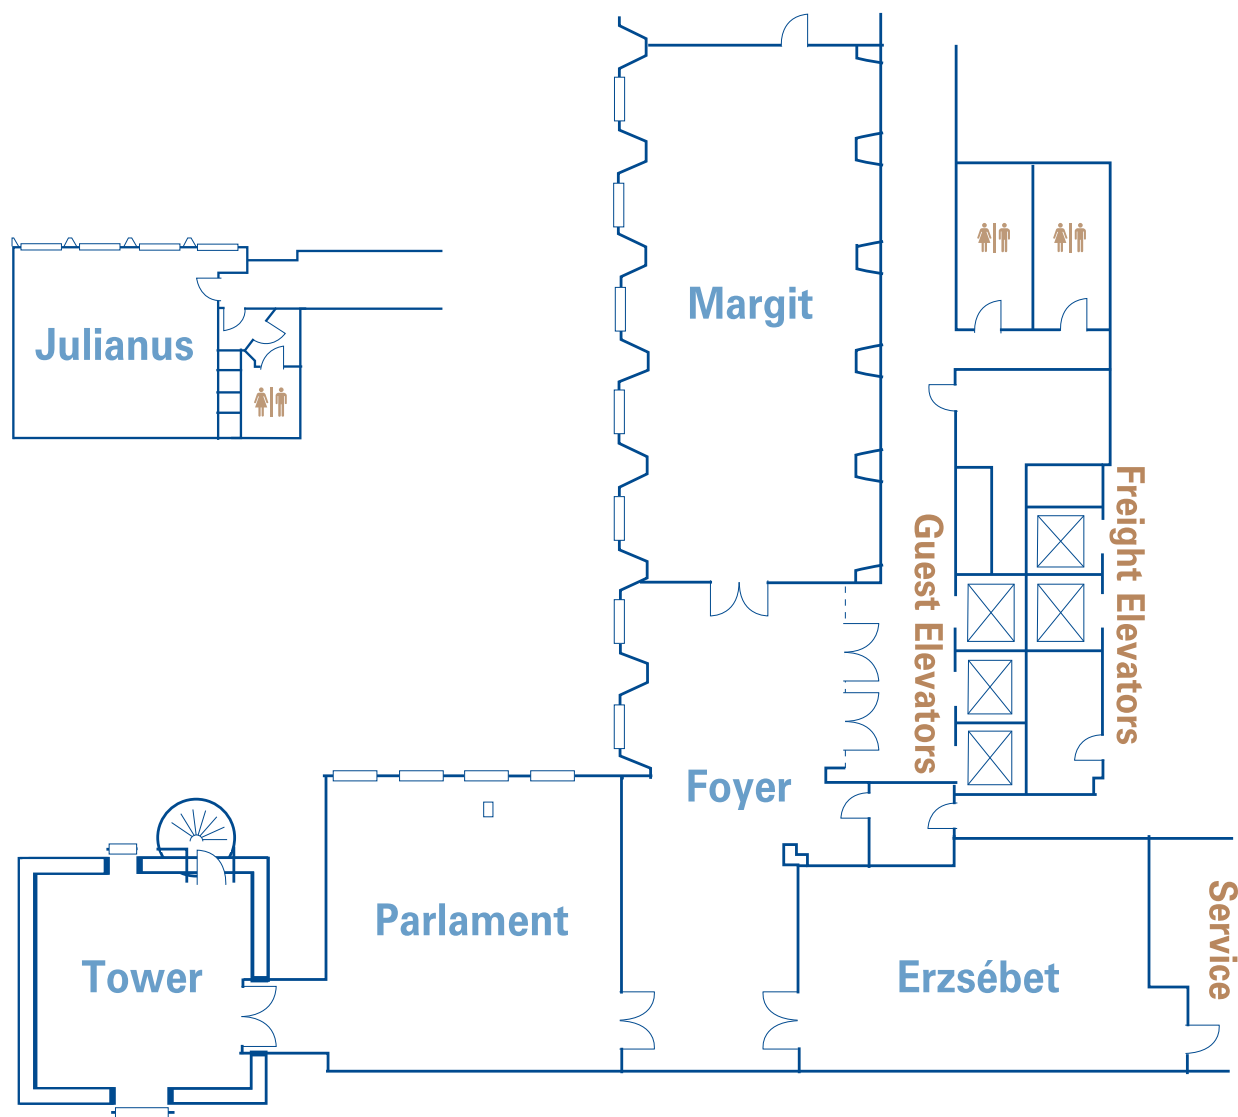 Margit
Julianus
Freight Elevators
Guest Elevators
Foyer
Parlament
Service
Tower
Erzsébet